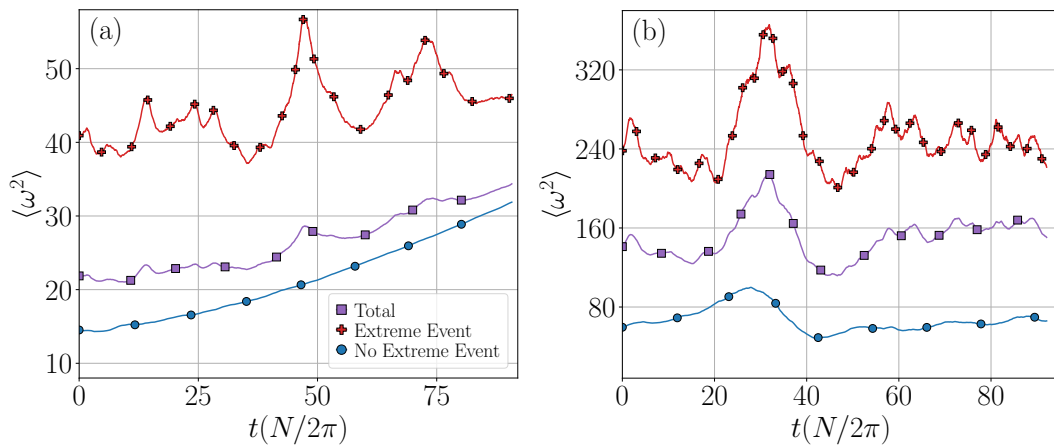 (a)
50
40
30
20
10
⟨ω²⟩
0
25
50
75
t(N/2π)
Total
Extreme Event
No Extreme Event
(b)
320
240
160
80
⟨ω²⟩
0
20
40
60
80
t(N/2π)